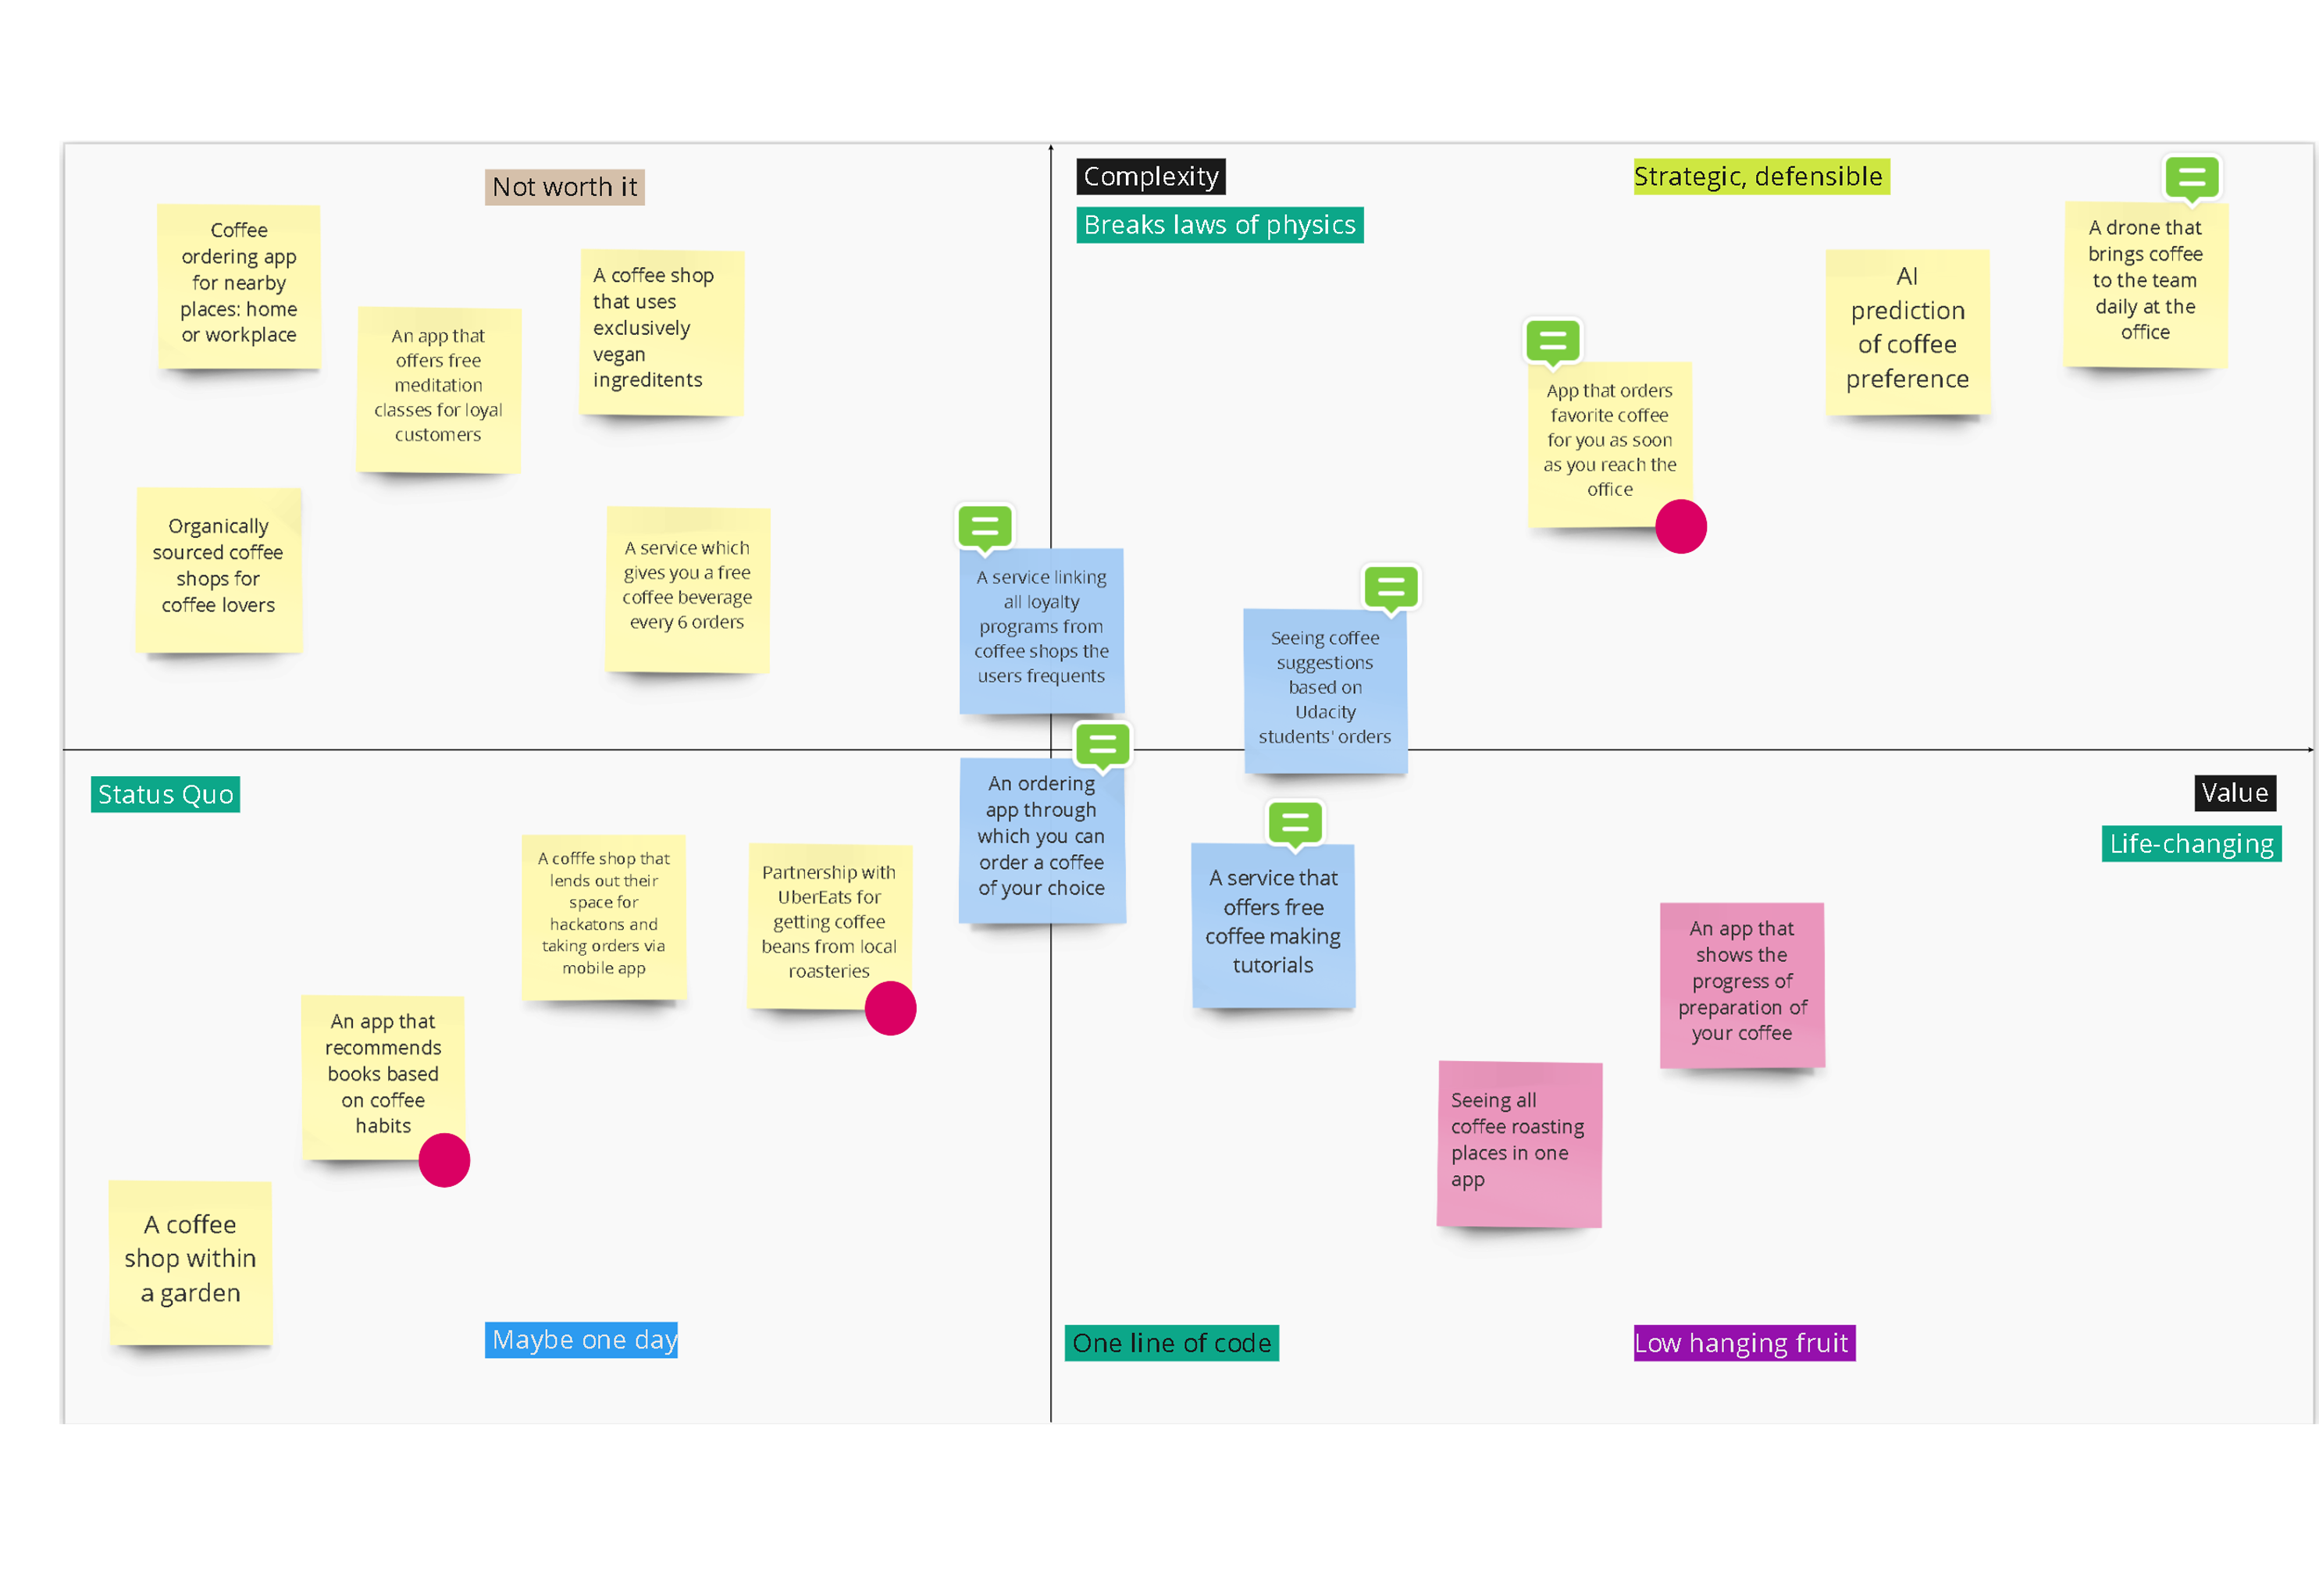 Not worth it
Coffee
ordering app
for nearby
places: home
or workplace
An app that
offers free
meditation
classes for loyal
customers
A coffee shop
that uses
exclusively
vegan
ingreditents
Organically
sourced coffee
shops for
coffee lovers
A service which
gives you a free
coffee beverage
every 6 orders
Complexity
Breaks laws of physics
Strategic, defensible
A drone that
brings coffee
to the team
daily at the
office
AI
prediction
of coffee
preference
App that orders
favorite coffee
for you as soon
as you reach the
office
A service linking
all loyalty
programs from
coffee shops the
users frequents
Seeing coffee
suggestions
based on
Udacity
students' orders
Status Quo
A cofffe shop that
lends out their
space for
hackatons and
taking orders via
mobile app
Partnership with
UberEats for
getting coffee
beans from local
roasteries
An ordering
app through
which you can
order a coffee
of your choice
An app that
recommends
books based
on coffee
habits
A coffee
shop within
a garden
Maybe one day
Value
Life-changing
A service that
offers free
coffee making
tutorials
An app that
shows the
progress of
preparation of
your coffee
Seeing all
coffee roasting
places in one
app
One line of code
Low hanging fruit